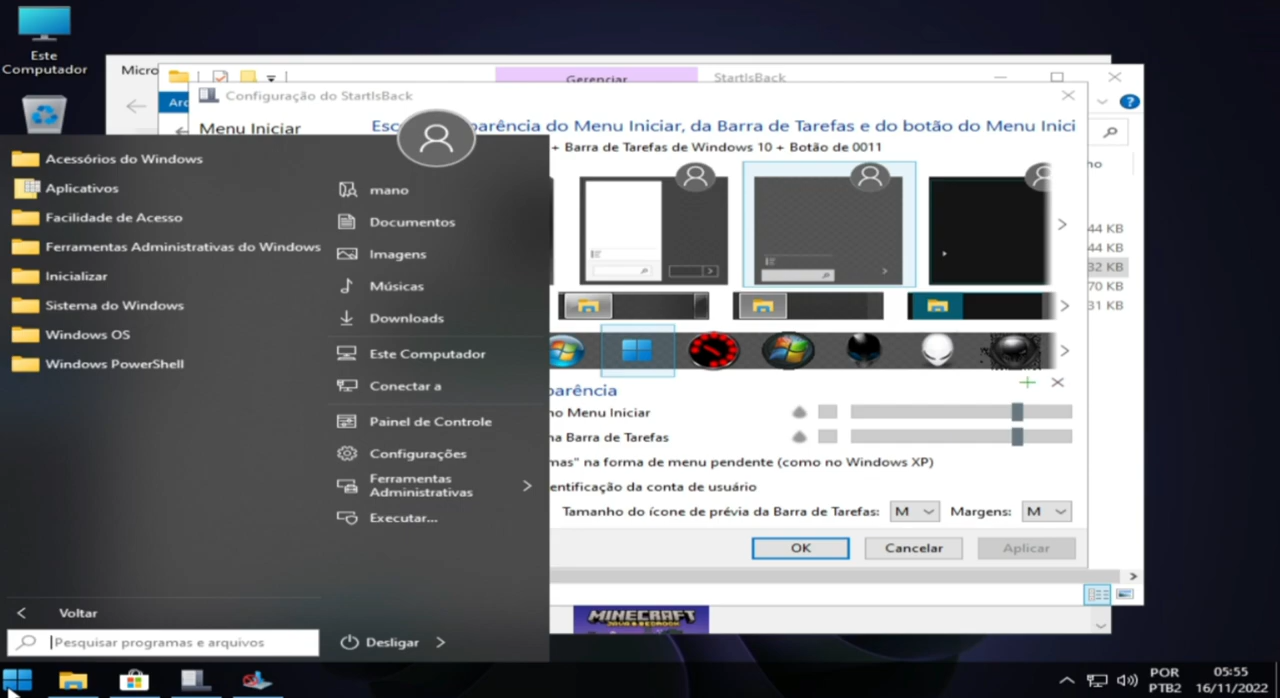 Este
Computador
Micro
Gerenciar
StartIsBack
Configuração do StartIsBack
Menu Iniciar
parência do Menu Iniciar, da Barra de Tarefas e do botão do Menu Inici
+ Barra de Tarefas de Windows 10 + Botão de 0011
Acessórios do Windows
Aplicativos
Facilidade de Acesso
Ferramentas Administrativas do Windows
Inicializar
Sistema do Windows
Windows OS
Windows PowerShell
Voltar
Pesquisar programas e arquivos
mano
Documentos
Imagens
Músicas
Downloads
Este Computador
Conectar a
Painel de Controle
Configurações
Ferramentas
Administrativas
Executar...
Desligar
44 KB
44 KB
32 KB
70 KB
31 KB
parência
no Menu Iniciar
na Barra de Tarefas
mas" na forma de menu pendente (como no Windows XP)
entificação da conta de usuário
Tamanho do ícone de prévia da Barra de Tarefas: M Margens: M
OK Cancelar Aplicar
MINECRAFT
POR
PTB2
05:55
16/11/2022